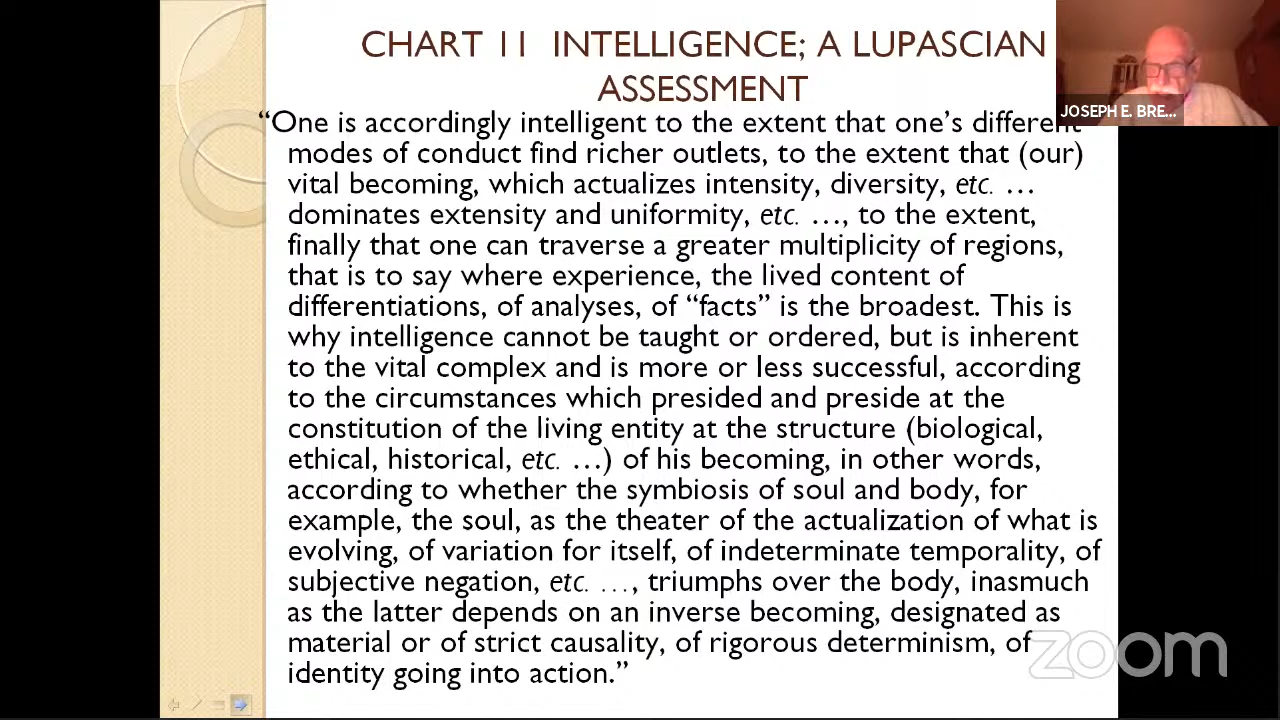 CHART 11 INTELLIGENCE; A LUPASCIAN
ASSESSMENT
JOSEPH E. BRE...
“One is accordingly intelligent to the extent that one’s different
modes of conduct find richer outlets, to the extent that (our)
vital becoming, which actualizes intensity, diversity, etc. …
dominates extensity and uniformity, etc. …, to the extent,
finally that one can traverse a greater multiplicity of regions,
that is to say where experience, the lived content of
differentiations, of analyses, of “facts” is the broadest. This is
why intelligence cannot be taught or ordered, but is inherent
to the vital complex and is more or less successful, according
to the circumstances which presided and preside at the
constitution of the living entity at the structure (biological,
ethical, historical, etc. …) of his becoming, in other words,
according to whether the symbiosis of soul and body, for
example, the soul, as the theater of the actualization of what is
evolving, of variation for itself, of indeterminate temporality, of
subjective negation, etc. …, triumphs over the body, inasmuch
as the latter depends on an inverse becoming, designated as
material or of strict causality, of rigorous determinism, of
identity going into action.”
zoom